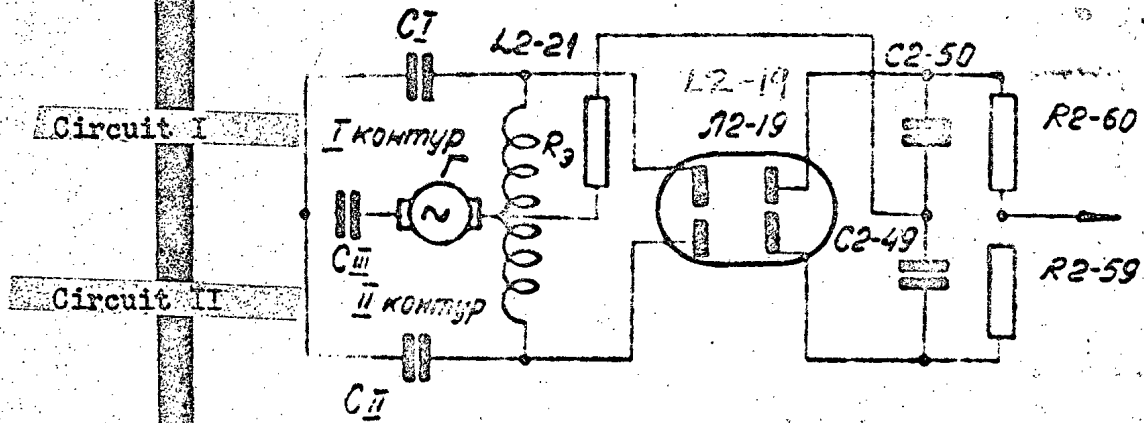 CI
L2-21
C2-50
L2-19
Circuit I
I контур
Г
Rэ
Л2-19
R2-60
~
CIII
C2-49
Circuit II
II контур
R2-59
CII